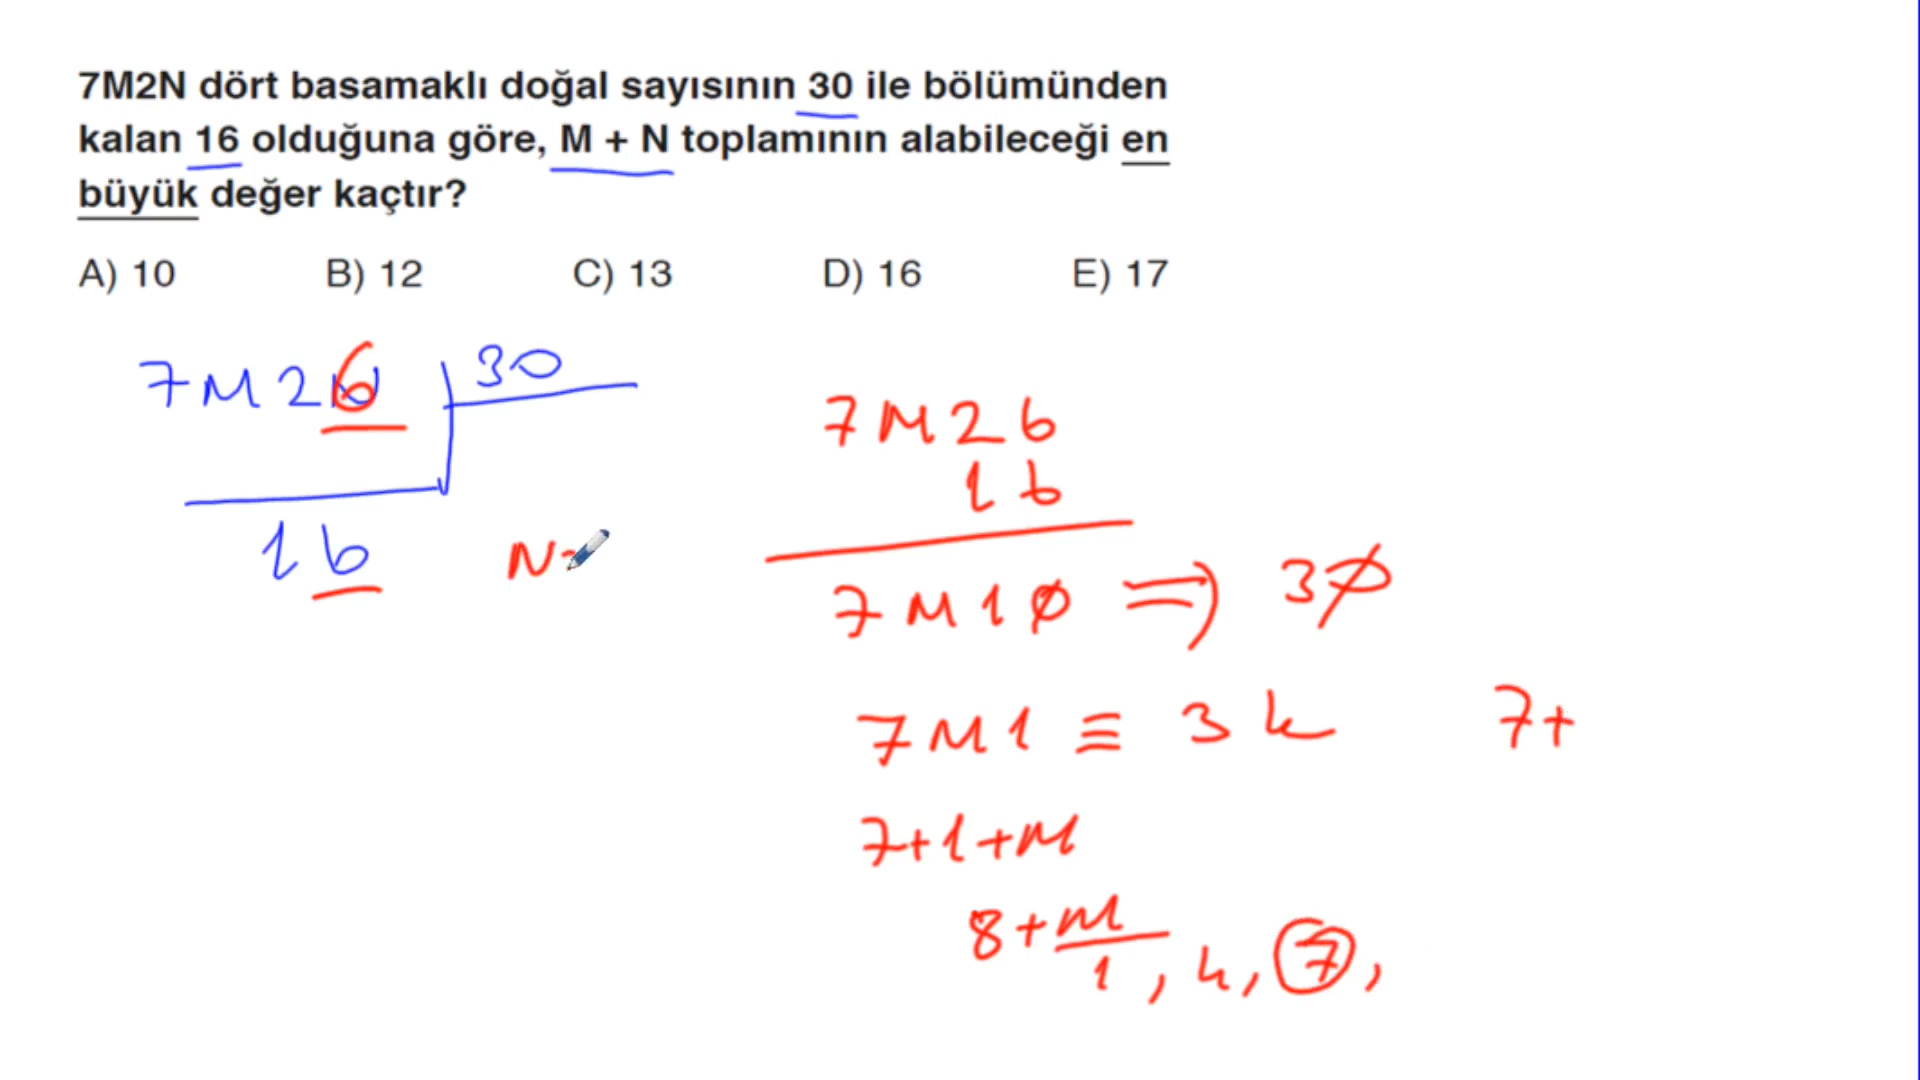 7M2N dört basamaklı doğal sayısının 30 ile bölümünden
kalan 16 olduğuna göre, M + N toplamının alabileceği en
büyük değer kaçtır?
A) 10 B) 12 C) 13 D) 16 E) 17
7M26 30
16
N=
7M26
16
7M10 ⇒ 30
7M1 ≡ 3k 7+
7+1+M
8+M
1, 4, 7,